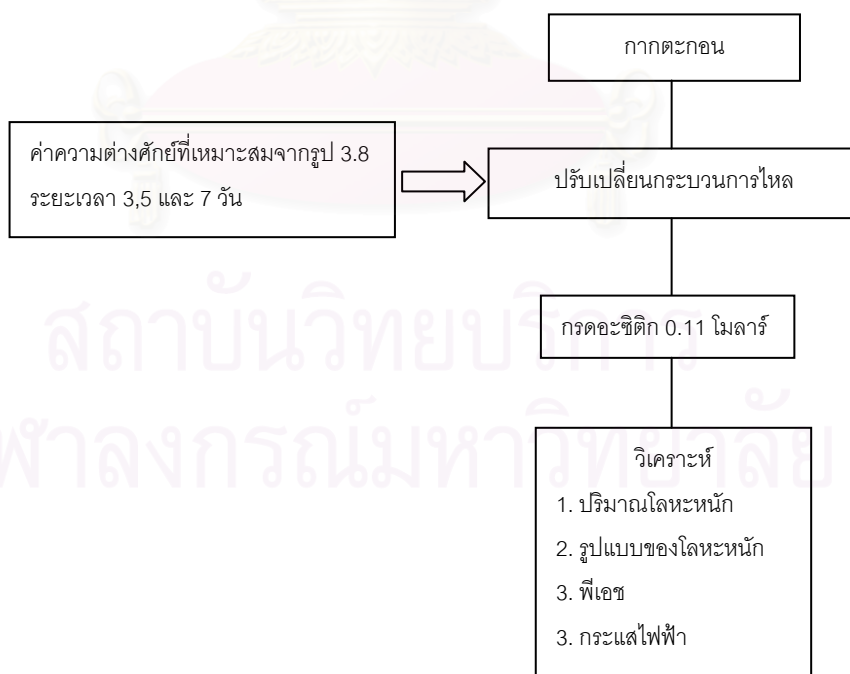 กากตะกอน
ค่าความต่างศักย์ที่เหมาะสมจากรูป 3.8
ระยะเวลา 3,5 และ 7 วัน
ปรับเปลี่ยนกระบวนการไหล
กรดอะซิติก 0.11 โมลาร์
วิเคราะห์
1. ปริมาณโลหะหนัก
2. รูปแบบของโลหะหนัก
3. พีเอช
3. กระแสไฟฟ้า
สถาบันวิทยบริการ
ฬาลงกรณ์มหาวิทยาลัย